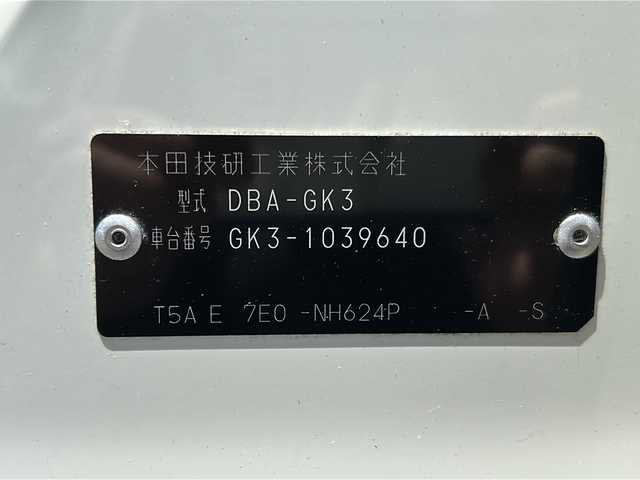 本田技研工業株式会社
型式 DBA-GK3
車台番号 GK3-1039640
T5A E 7E0 -NH624P -A -S